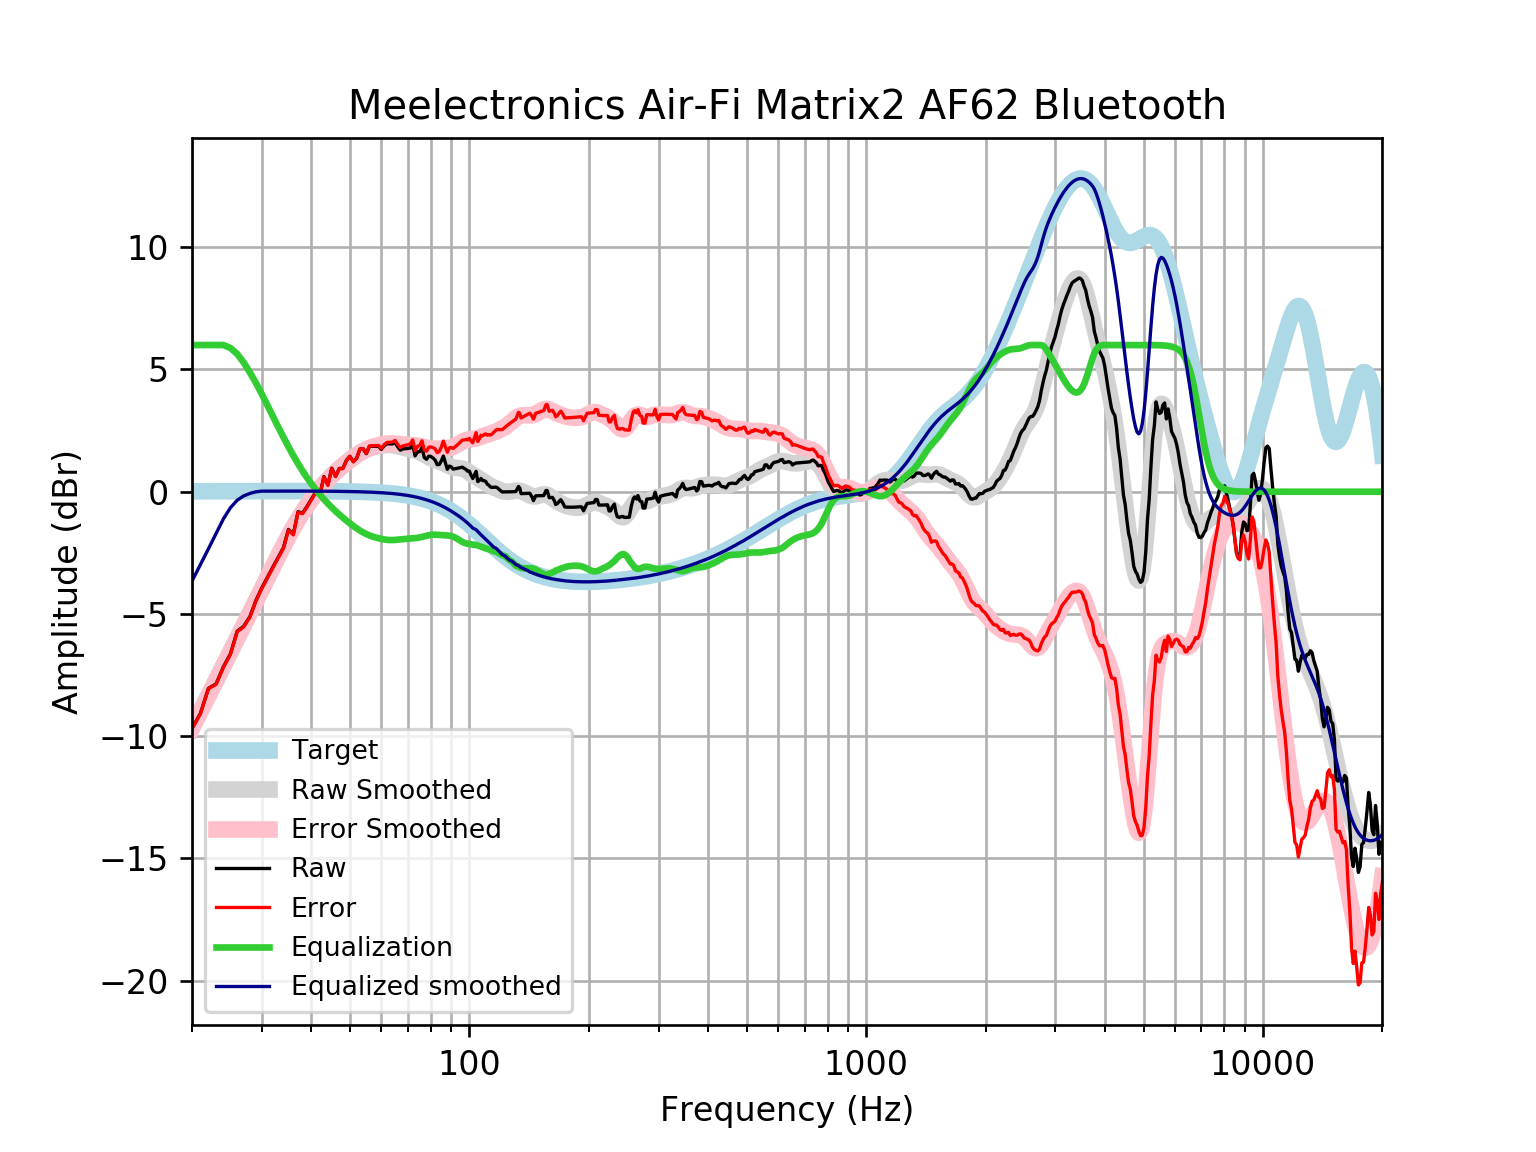 Meelectronics Air-Fi Matrix2 AF62 Bluetooth
Amplitude (dBr)
10
5
0
−5
−10
−15
−20
Target
Raw Smoothed
Error Smoothed
Raw
Error
Equalization
Equalized smoothed
100 1000 10000
Frequency (Hz)